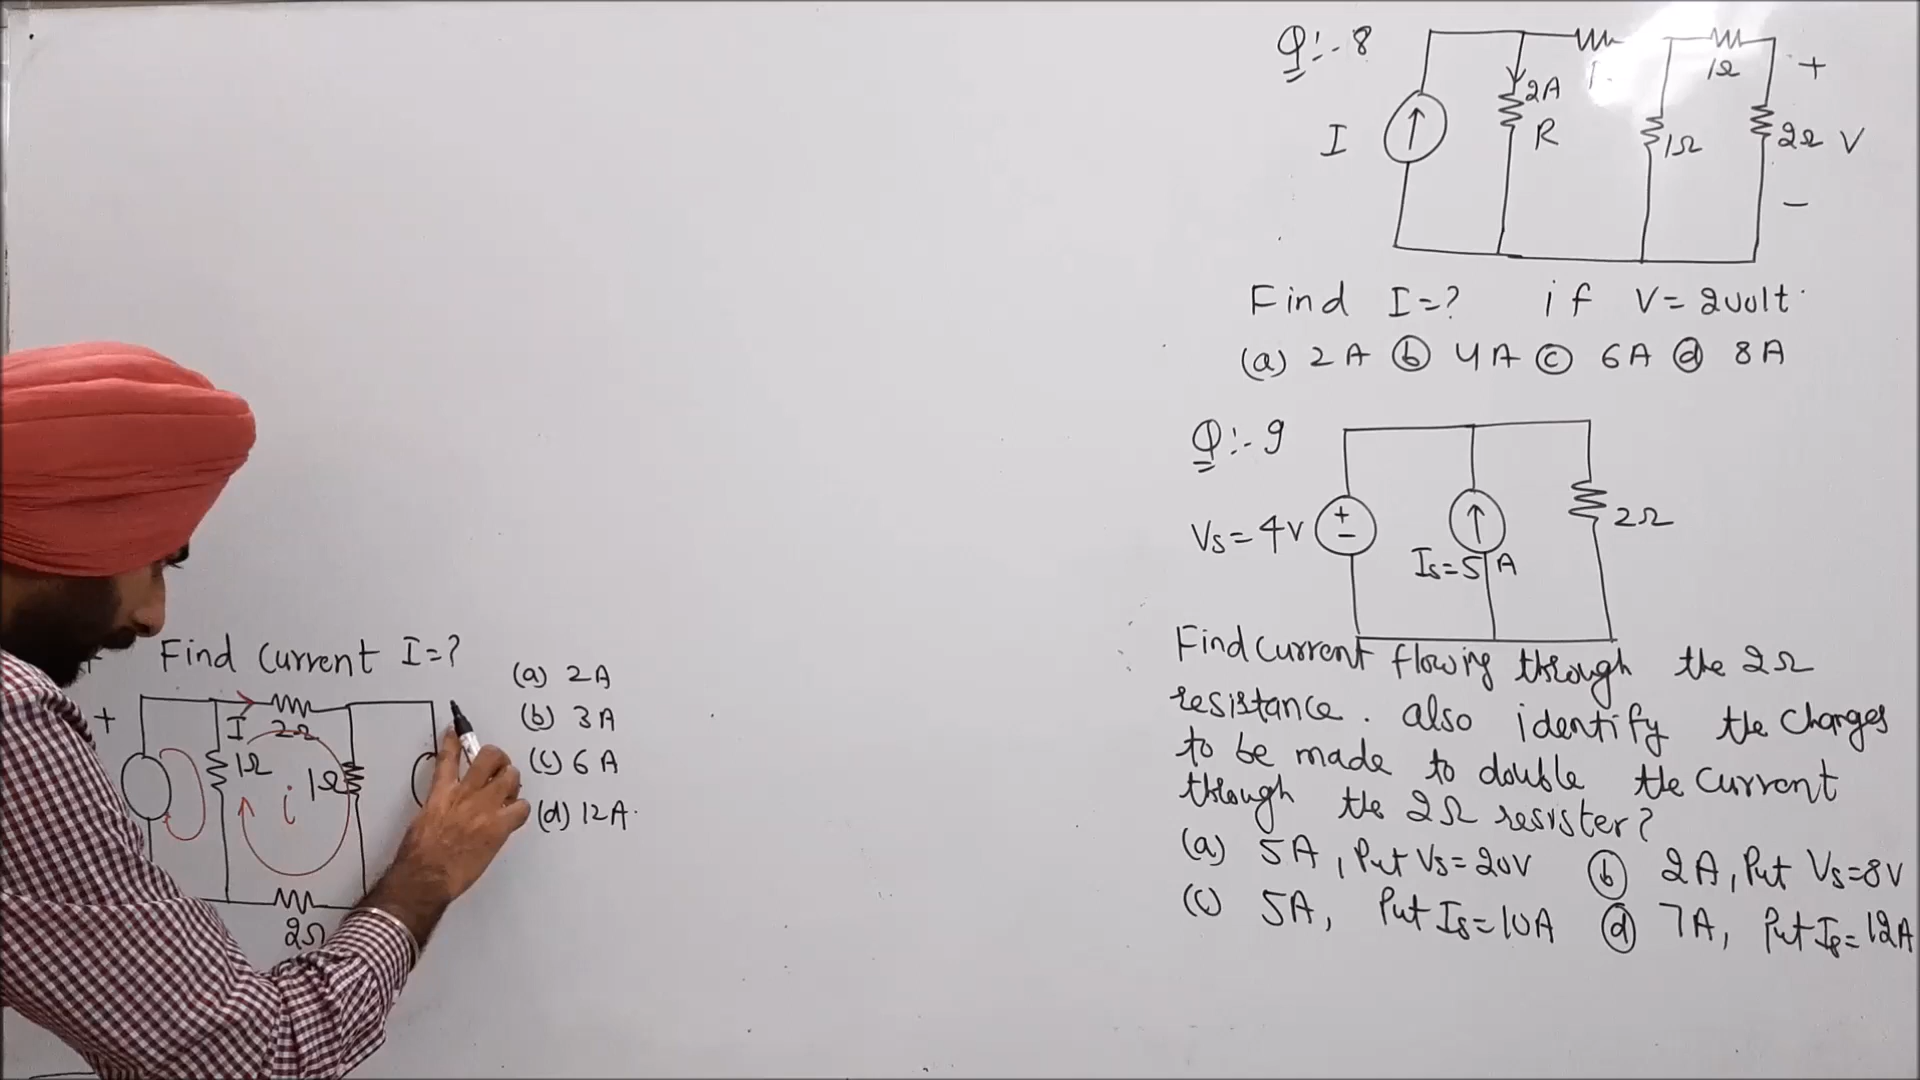 Q:- 8
2A
I
R
1Ω
1Ω
+
2Ω V
−
Find I=? if V= 2volt.
(a) 2A (b) 4A (c) 6A (d) 8A
Q:- 9
Vs= 4V
+
−
Is=5A
2Ω
Find current flowing through the 2Ω
resistance. also identify the Changes
to be made to double the current
through the 2Ω resister?
(a) 5A, Put Vs=20V (b) 2A, Put Vs=8V
(c) 5A, Put Is=10A (d) 7A, Put Is=12A
Find Current I=?
+
I
2Ω
1Ω
1Ω
i
2Ω
(a) 2A
(b) 3A
(c) 6A
(d) 12A.